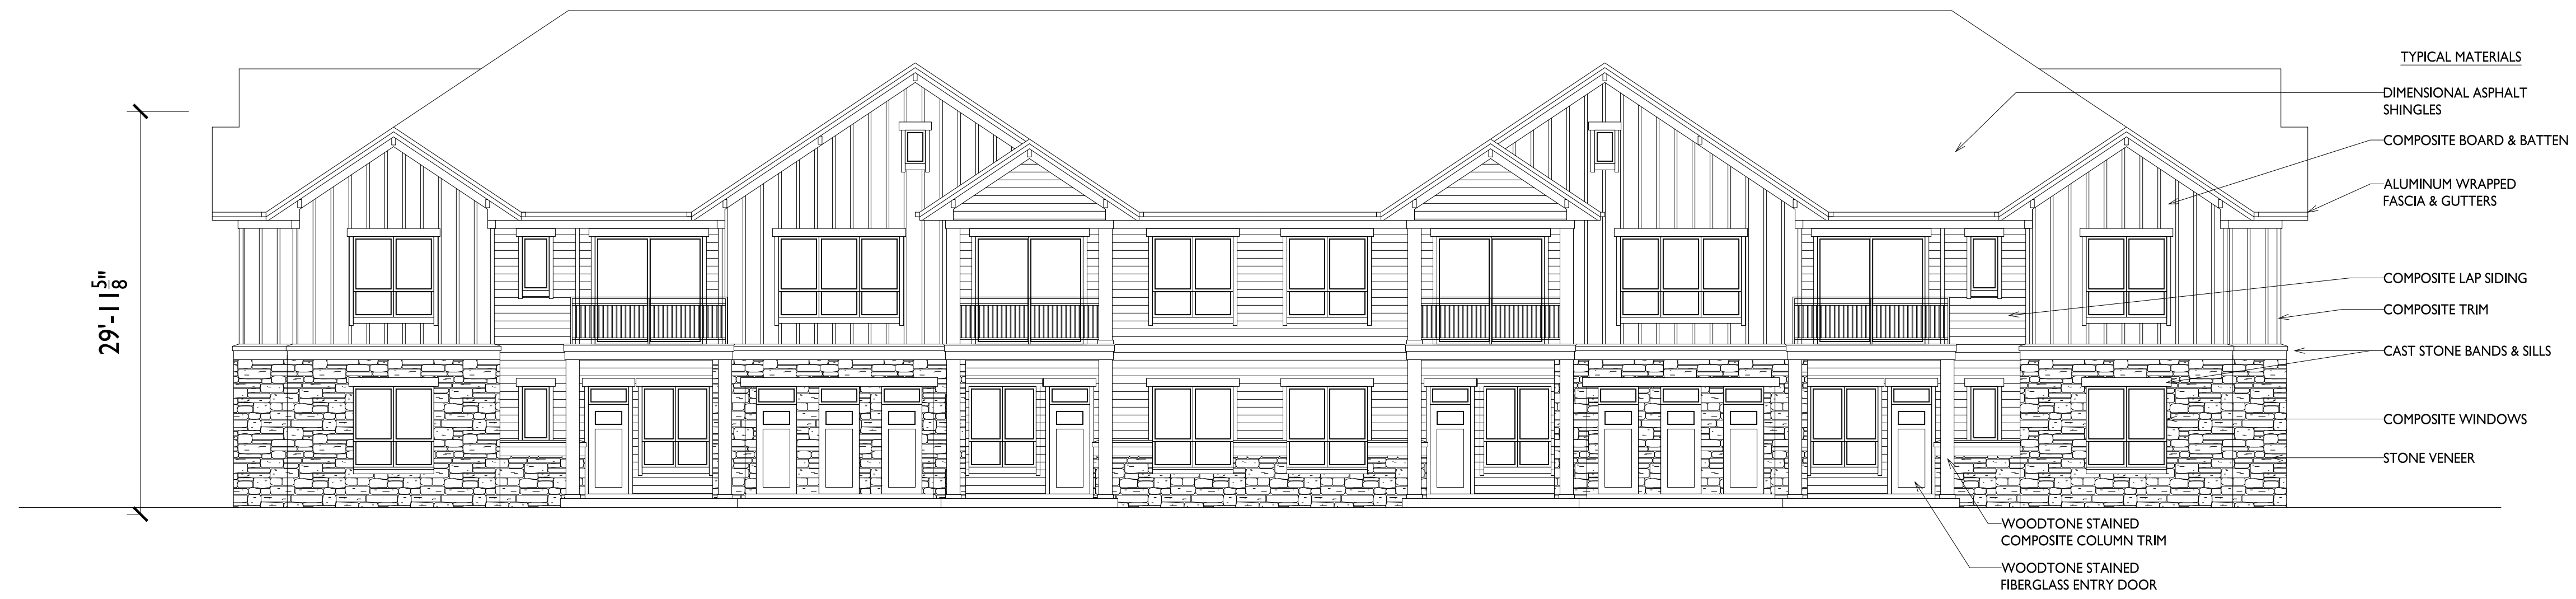 TYPICAL MATERIALS
DIMENSIONAL ASPHALT
SHINGLES
COMPOSITE BOARD & BATTEN
ALUMINUM WRAPPED
FASCIA & GUTTERS
29'-11 5/8"
COMPOSITE LAP SIDING
COMPOSITE TRIM
CAST STONE BANDS & SILLS
COMPOSITE WINDOWS
STONE VENEER
WOODTONE STAINED
COMPOSITE COLUMN TRIM
WOODTONE STAINED
FIBERGLASS ENTRY DOOR